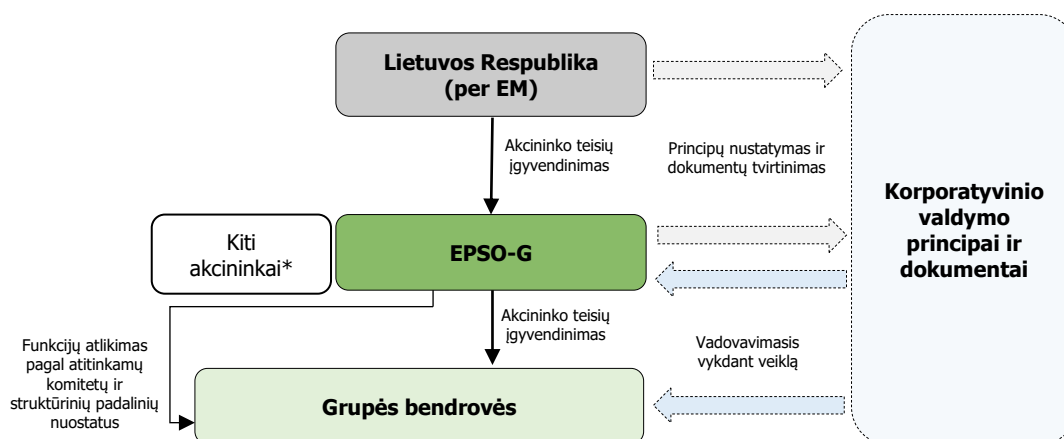 Lietuvos Respublika
(per EM)
Akcininko teisių
įgyvendinimas
Principų nustatymas ir
dokumentų tvirtinimas
Korporatyvinio
valdymo
principai ir
dokumentai
Kiti
akcininkai*
EPSO-G
Akcininko teisių
įgyvendinimas
Vadovavimasis
vykdant veiklą
Funkcijų atlikimas
pagal atitinkamų
komitetų ir
struktūrinių padalinių
nuostatus
Grupės bendrovės